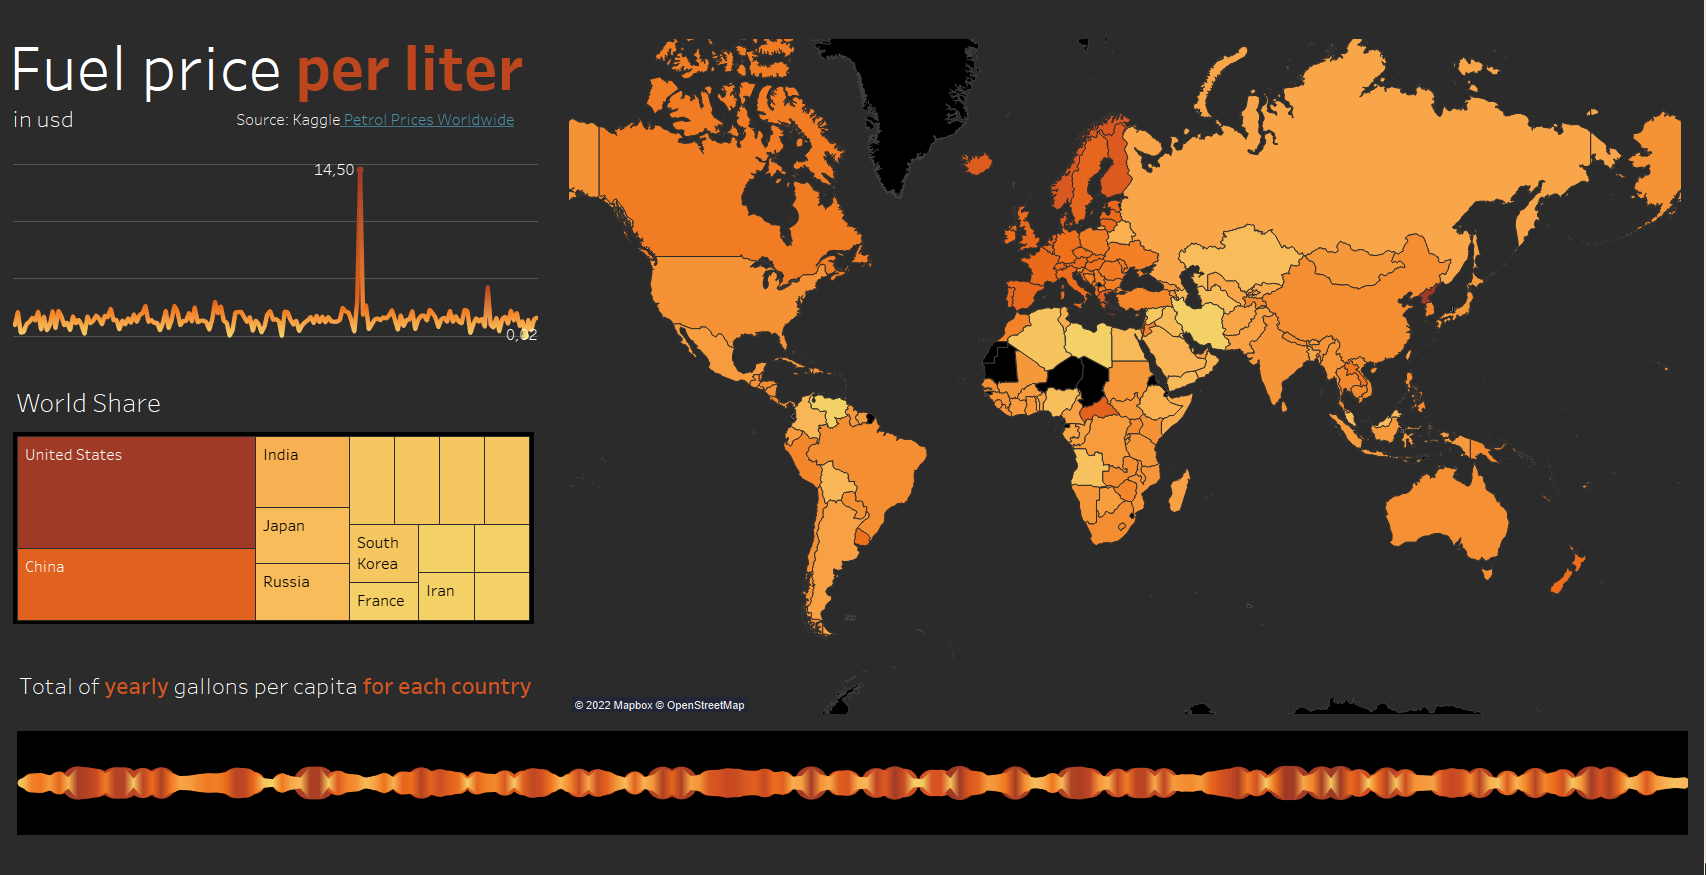 Fuel price per liter
in usd
Source: Kaggle Petrol Prices Worldwide
14,50
0,02
World Share
United States
India
Japan
South
Korea
China
Russia
France
Iran
Total of yearly gallons per capita for each country
© 2022 Mapbox © OpenStreetMap